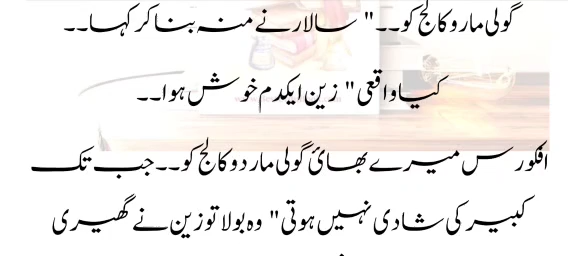 گولی مارو کالج کو۔۔" سالار نے منہ بنا کر کہا۔۔
کیا واقعی" زین ایکدم خوش ہوا۔۔
افکورس میرے بھائ گولی مار دو کالج کو۔۔جب تک
کبیر کی شادی نہیں ہوتی" وہ بولا تو زین نے گھیری